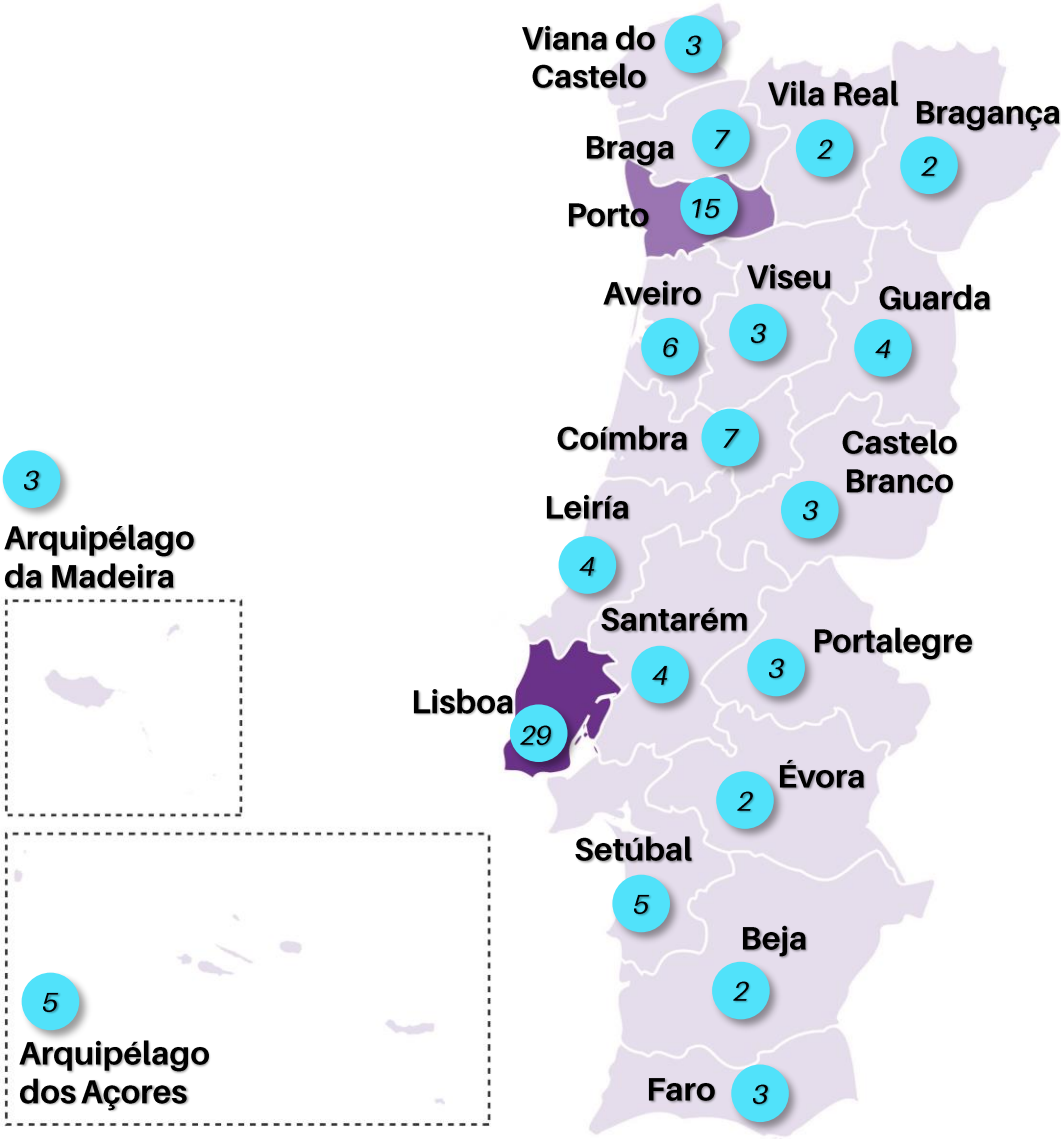 Viana do
Castelo
3
Vila Real
2
Bragança
2
Braga
7
Porto
15
Viseu
3
Aveiro
6
Guarda
4
Coímbra
7
Castelo
Branco
3
3
Arquipélago
da Madeira
Leiría
4
Santarém
4
Portalegre
3
Lisboa
29
Évora
2
Setúbal
5
Beja
2
5
Arquipélago
dos Açores
Faro
3